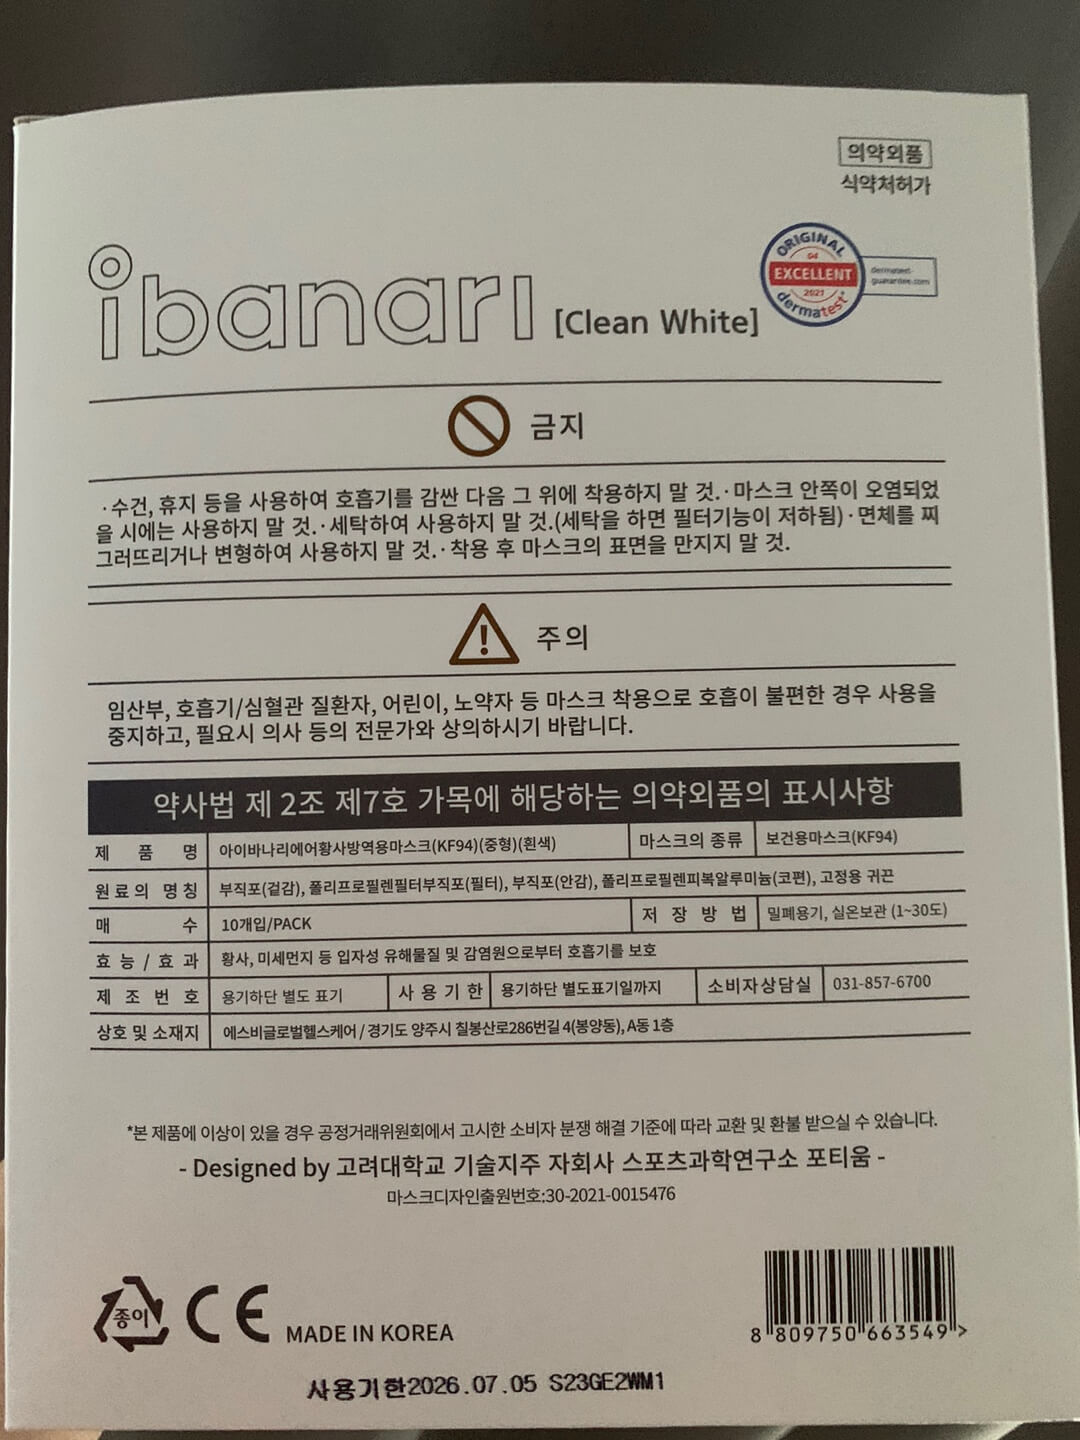 의약외품
식약처허가
ibanari [Clean White]
ORIGINAL
04
EXCELLENT
2021
dermatest®
dermatest-
guarantee.com
금지
·수건, 휴지 등을 사용하여 호흡기를 감싼 다음 그 위에 착용하지 말 것.·마스크 안쪽이 오염되었
을 시에는 사용하지 말 것.·세탁하여 사용하지 말 것.(세탁을 하면 필터기능이 저하됨)·면체를 찌
그러뜨리거나 변형하여 사용하지 말 것.·착용 후 마스크의 표면을 만지지 말 것.
주의
임산부, 호흡기/심혈관 질환자, 어린이, 노약자 등 마스크 착용으로 호흡이 불편한 경우 사용을
중지하고, 필요시 의사 등의 전문가와 상의하시기 바랍니다.
약사법 제 2조 제7호 가목에 해당하는 의약외품의 표시사항
제 품 명 아이바나리에어황사방역용마스크(KF94)(중형)(흰색) 마스크의 종류 보건용마스크(KF94)
원료의 명칭 부직포(겉감), 폴리프로필렌필터부직포(필터), 부직포(안감), 폴리프로필렌피복알루미늄(코편), 고정용 귀끈
매 수 10개입/PACK 저 장 방 법 밀폐용기, 실온보관 (1~30도)
효 능 / 효 과 황사, 미세먼지 등 입자성 유해물질 및 감염원으로부터 호흡기를 보호
제 조 번 호 용기하단 별도 표기 사 용 기 한 용기하단 별도표기일까지 소비자상담실 031-857-6700
상호 및 소재지 에스비글로벌헬스케어 / 경기도 양주시 칠봉산로286번길 4(봉양동), A동 1층
*본 제품에 이상이 있을 경우 공정거래위원회에서 고시한 소비자 분쟁 해결 기준에 따라 교환 및 환불 받으실 수 있습니다.
- Designed by 고려대학교 기술지주 자회사 스포츠과학연구소 포티움 -
마스크디자인출원번호:30-2021-0015476
종이 CE MADE IN KOREA
8 809750 663549 >
사용기한2026.07.05 S23GE2WM1